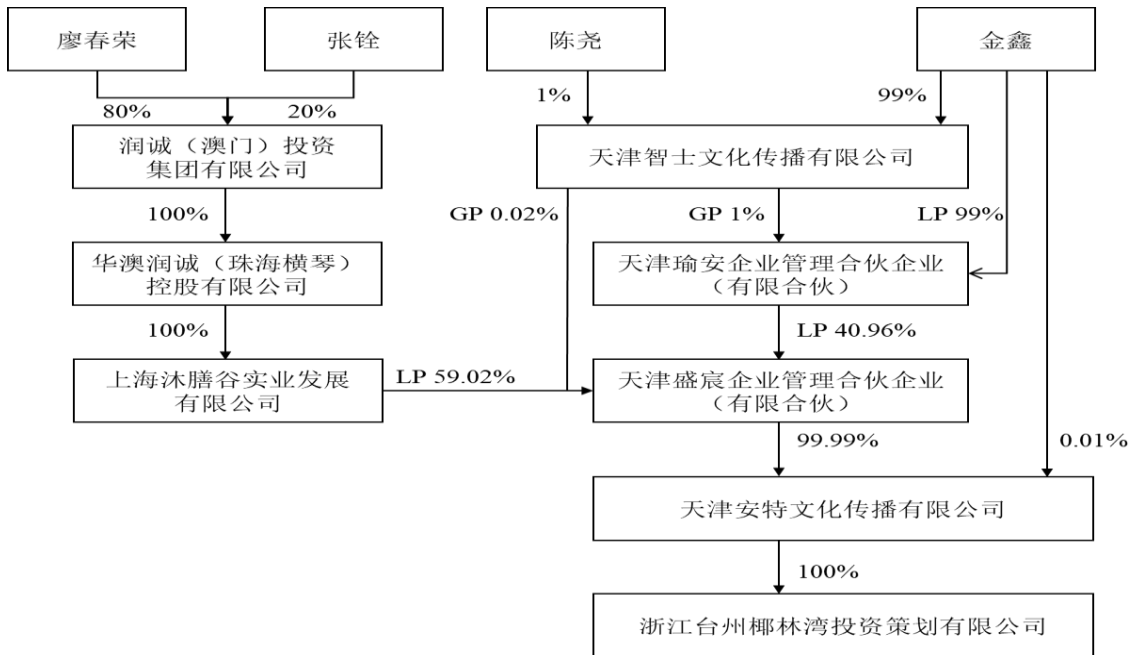 廖春荣
张铨
陈尧
金鑫
80%
20%
1%
99%
润诚（澳门）投资
集团有限公司
天津智士文化传播有限公司
100%
GP 0.02%
GP 1%
LP 99%
华澳润诚（珠海横琴）
控股有限公司
天津瑜安企业管理合伙企业
（有限合伙）
100%
LP 40.96%
上海沐膳谷实业发展
有限公司
LP 59.02%
天津盛宸企业管理合伙企业
（有限合伙）
99.99%
0.01%
天津安特文化传播有限公司
100%
浙江台州椰林湾投资策划有限公司